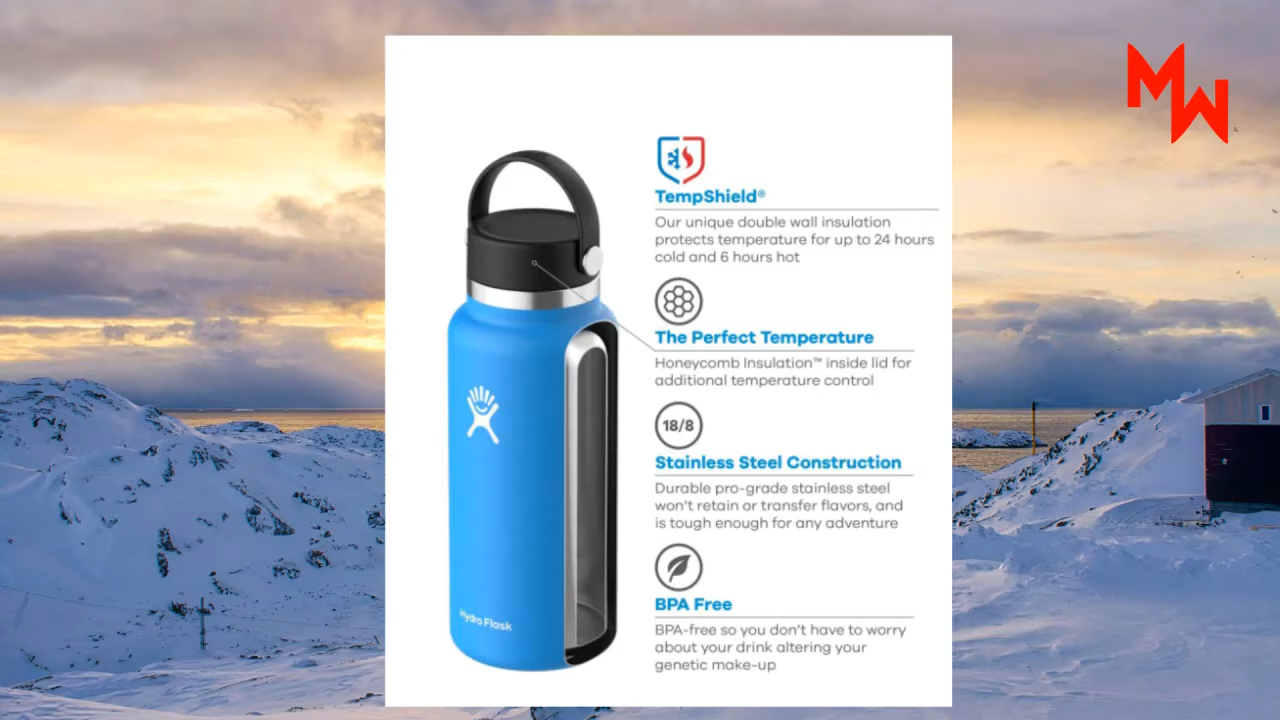 MW
TempShield®
Our unique double wall insulation
protects temperature for up to 24 hours
cold and 6 hours hot
The Perfect Temperature
Honeycomb Insulation™ inside lid for
additional temperature control
18/8
Stainless Steel Construction
Durable pro-grade stainless steel
won't retain or transfer flavors, and
is tough enough for any adventure
BPA Free
BPA-free so you don't have to worry
about your drink altering your
genetic make-up
Hydro Flask